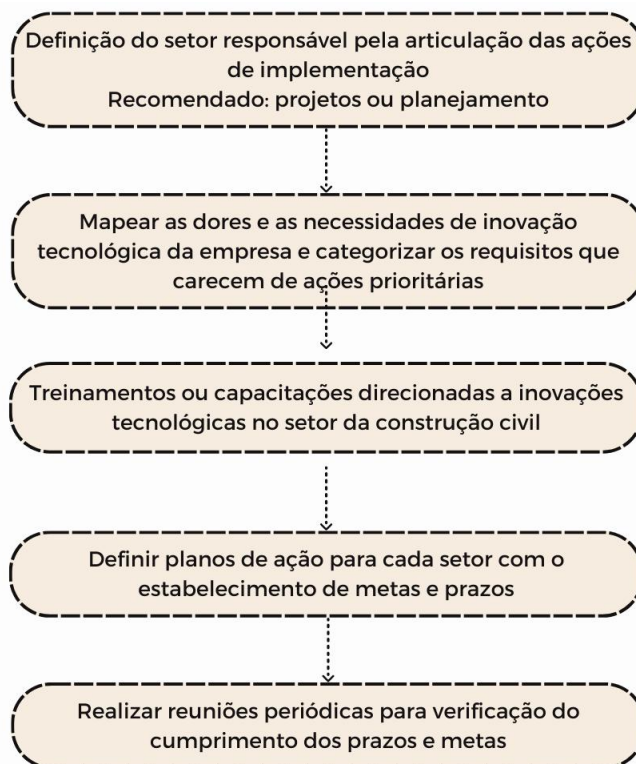 Definição do setor responsável pela articulação das ações
de implementação
Recomendado: projetos ou planejamento
Mapear as dores e as necessidades de inovação
tecnológica da empresa e categorizar os requisitos que
carecem de ações prioritárias
Treinamentos ou capacitações direcionadas a inovações
tecnológicas no setor da construção civil
Definir planos de ação para cada setor com o
estabelecimento de metas e prazos
Realizar reuniões periódicas para verificação do
cumprimento dos prazos e metas